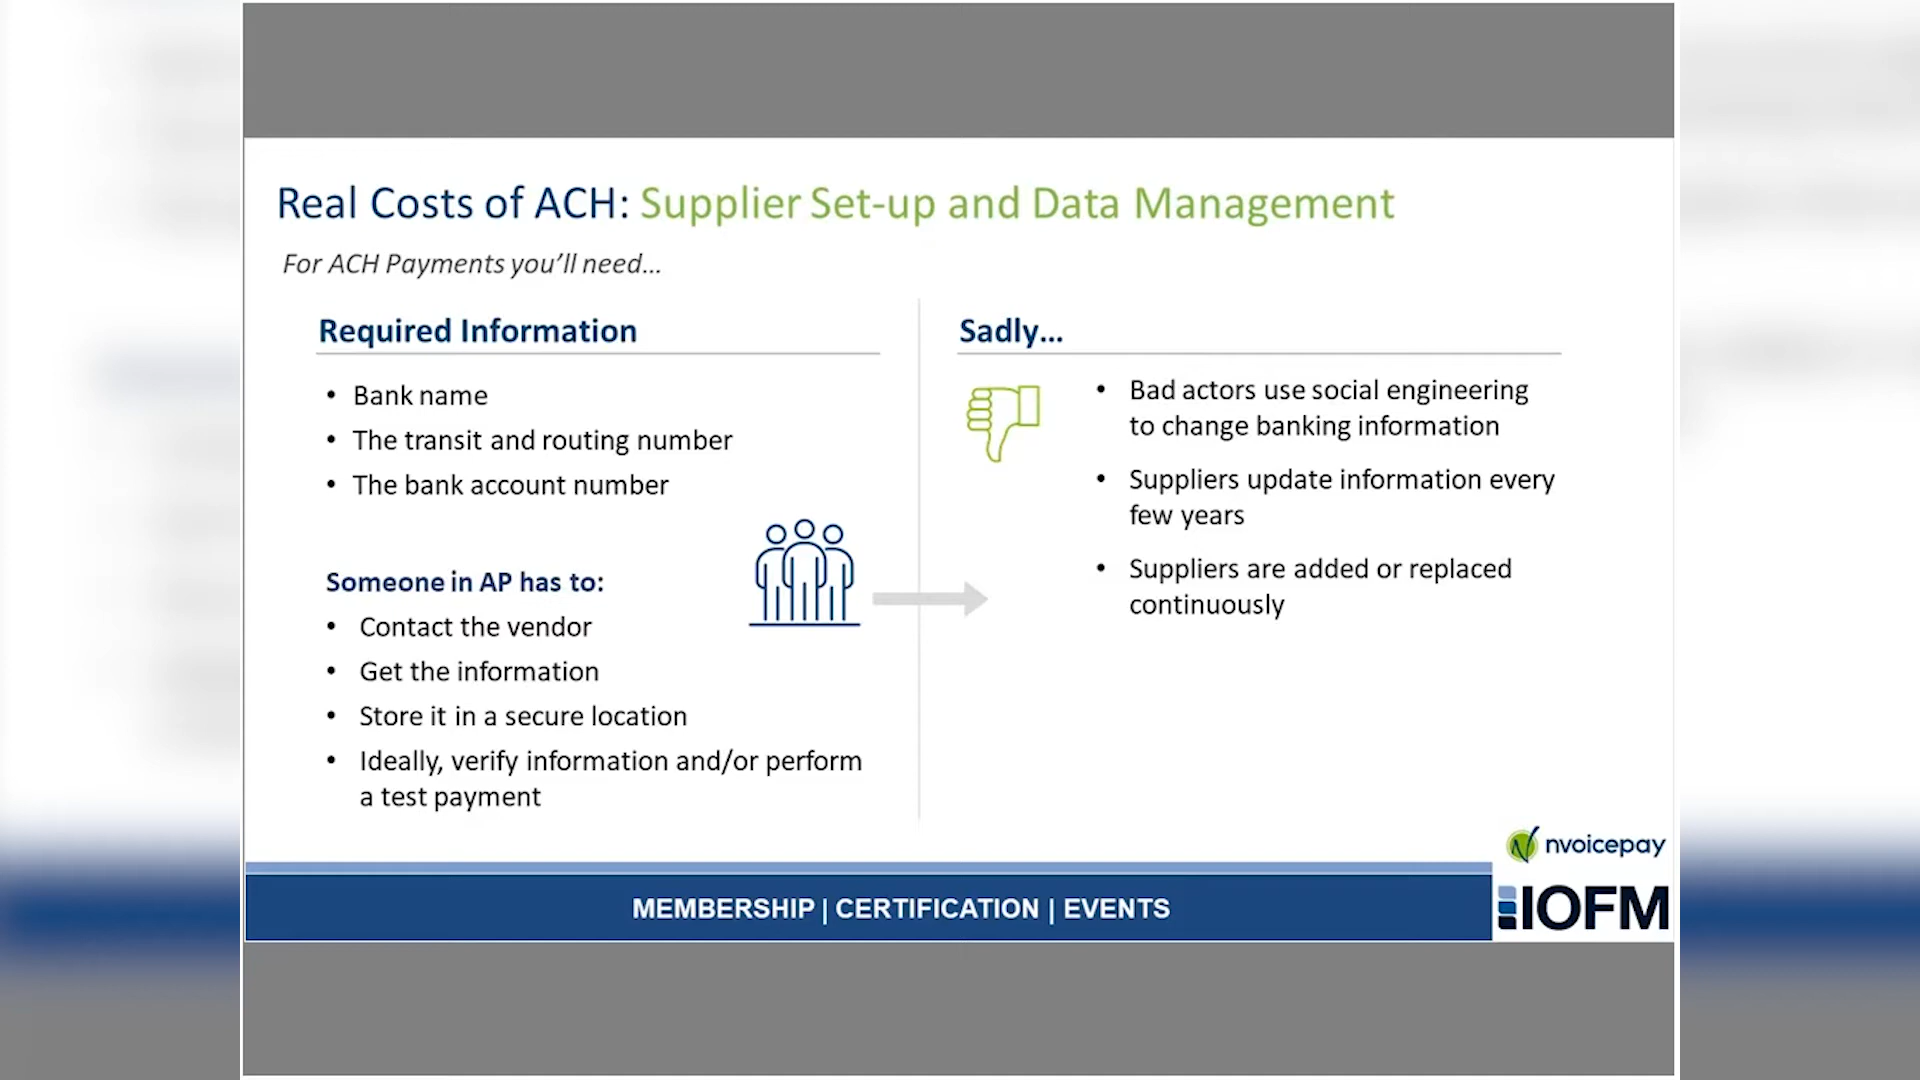 Real Costs of ACH: Supplier Set-up and Data Management
For ACH Payments you'll need...
Required Information
• Bank name
• The transit and routing number
• The bank account number
Someone in AP has to:
• Contact the vendor
• Get the information
• Store it in a secure location
• Ideally, verify information and/or perform
a test payment
Sadly...
• Bad actors use social engineering
to change banking information
• Suppliers update information every
few years
• Suppliers are added or replaced
continuously
nvoicepay
MEMBERSHIP | CERTIFICATION | EVENTS
IOFM